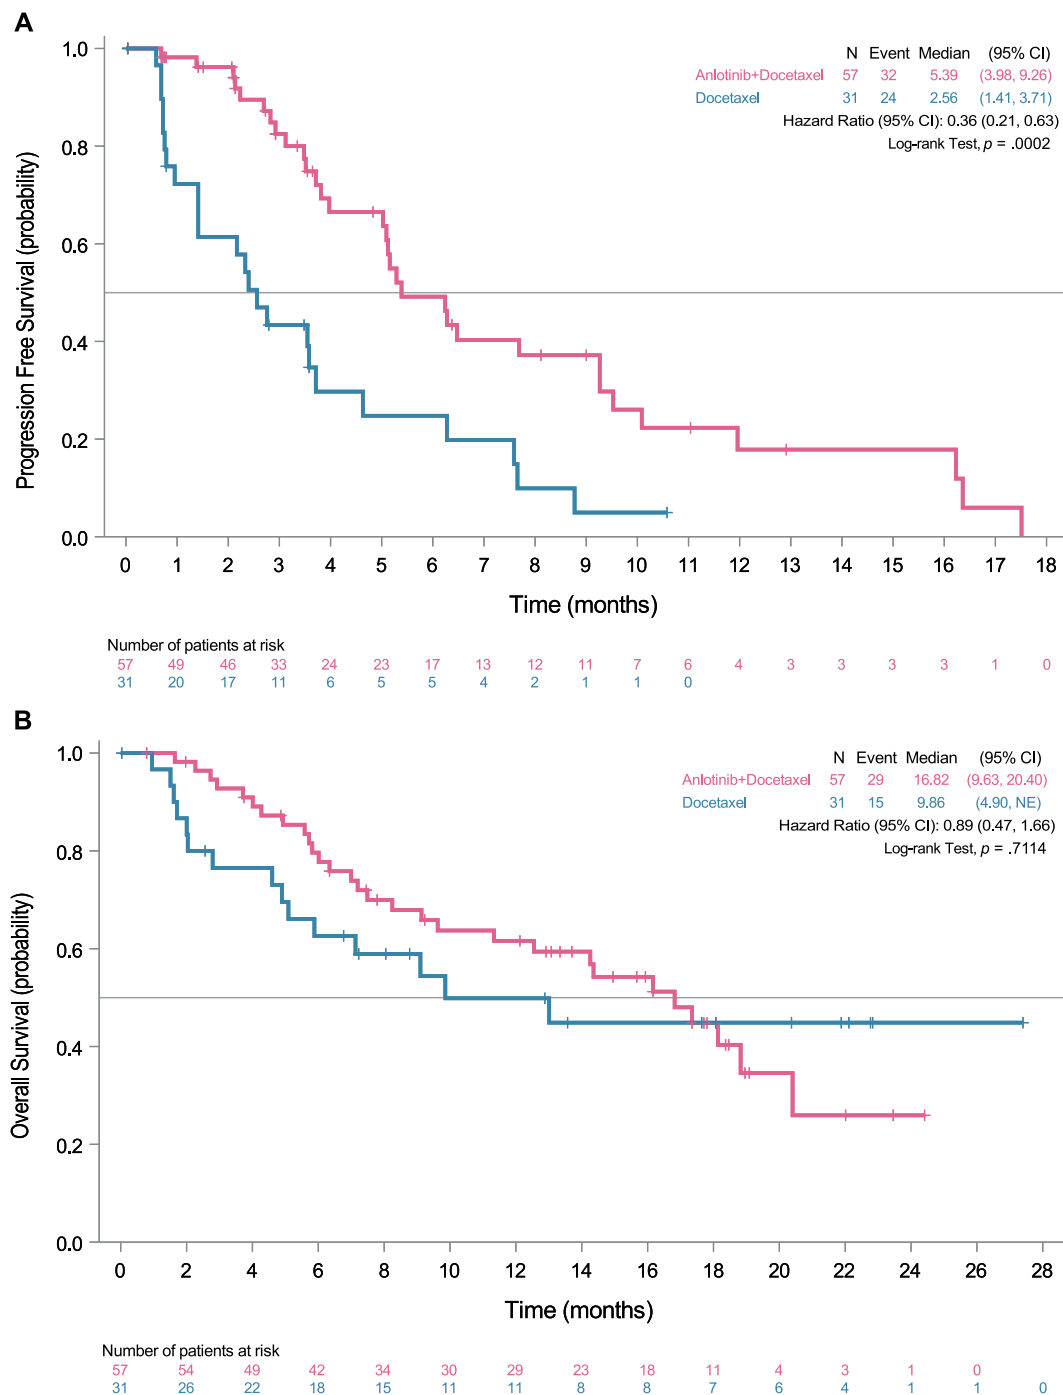 A
N Event Median (95% CI)
Anlotinib+Docetaxel 57 32 5.39 (3.98, 9.26)
Docetaxel 31 24 2.56 (1.41, 3.71)
Hazard Ratio (95% CI): 0.36 (0.21, 0.63)
Log-rank Test, p = .0002
Progression Free Survival (probability)
1.0
0.8
0.6
0.4
0.2
0.0
0 1 2 3 4 5 6 7 8 9 10 11 12 13 14 15 16 17 18
Time (months)
Number of patients at risk
57 49 46 33 24 23 17 13 12 11 7 6 4 3 3 3 3 1 0
31 20 17 11 6 5 5 4 2 1 1 0
B
N Event Median (95% CI)
Anlotinib+Docetaxel 57 29 16.82 (9.63, 20.40)
Docetaxel 31 15 9.86 (4.90, NE)
Hazard Ratio (95% CI): 0.89 (0.47, 1.66)
Log-rank Test, p = .7114
Overall Survival (probability)
1.0
0.8
0.6
0.4
0.2
0.0
0 2 4 6 8 10 12 14 16 18 20 22 24 26 28
Time (months)
Number of patients at risk
57 54 49 42 34 30 29 23 18 11 4 3 1 0
31 26 22 18 15 11 11 8 8 7 6 4 1 1 0